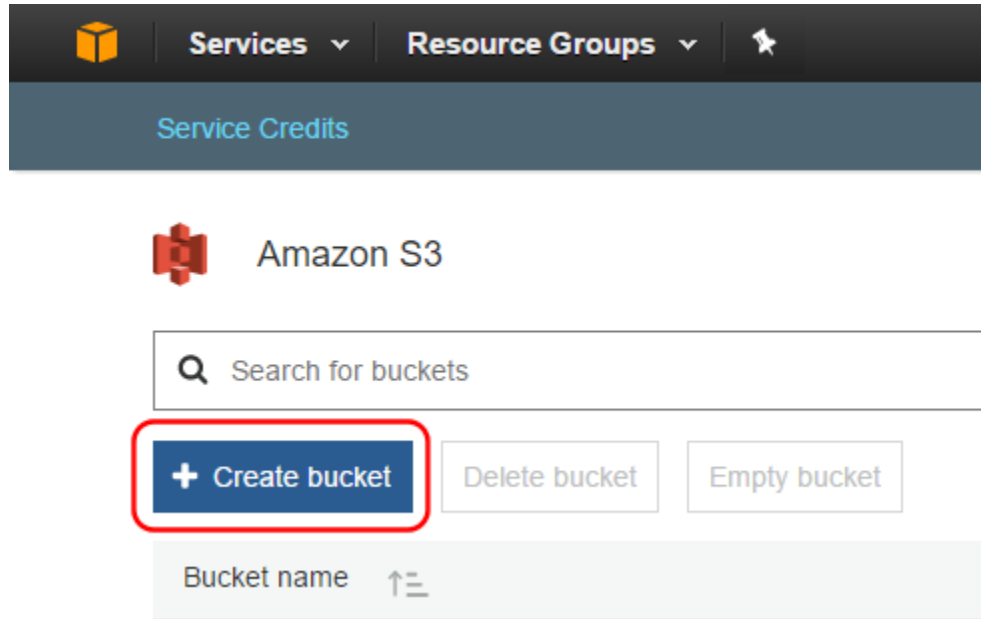 Services Resource Groups
Service Credits
Amazon S3
Search for buckets
Create bucket Delete bucket Empty bucket
Bucket name